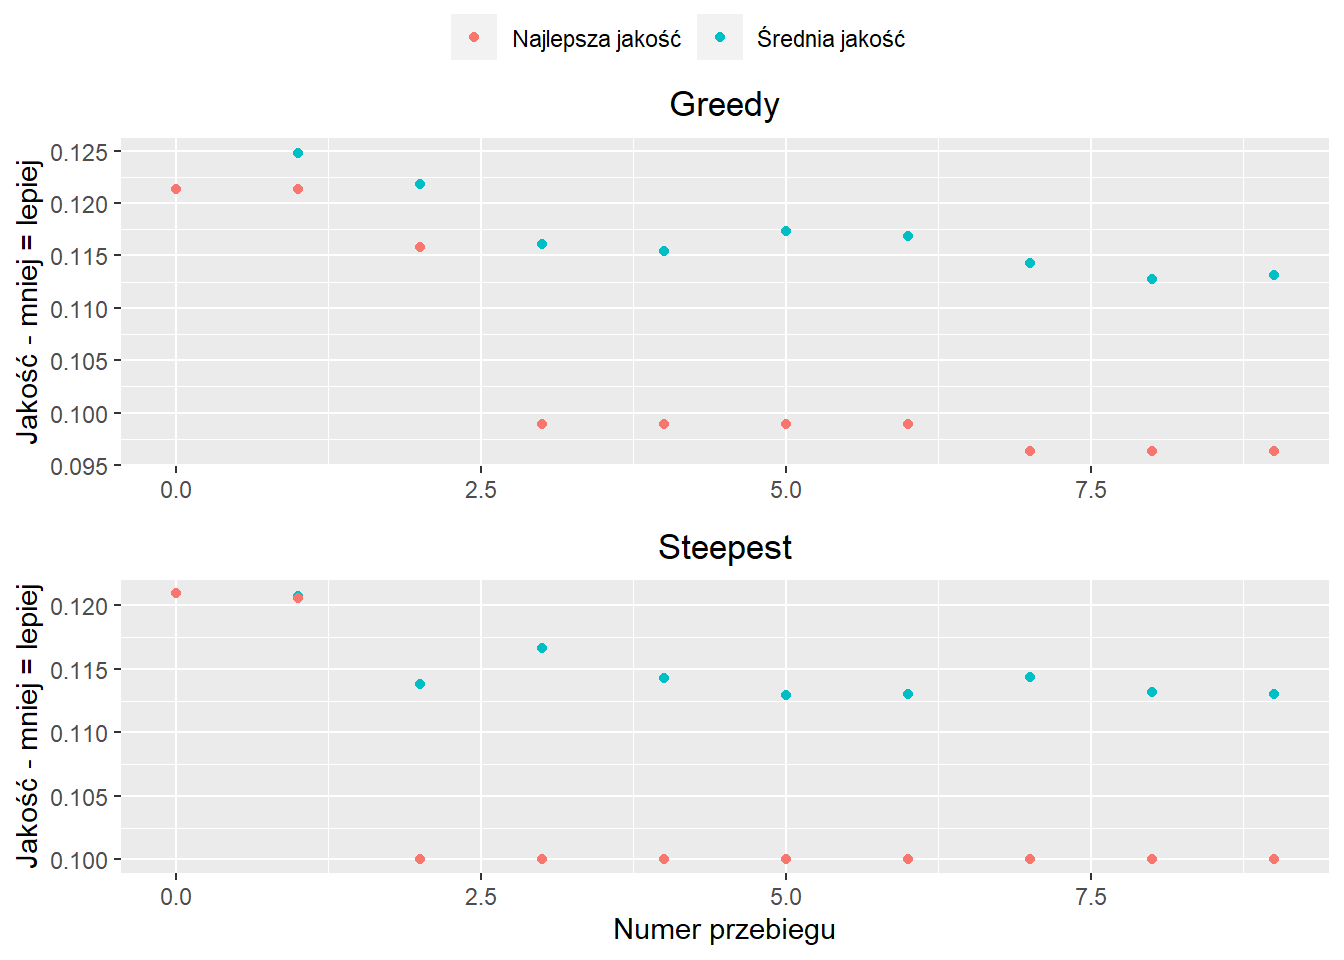 Najlepsza jakość Średnia jakość
Greedy
Jakość - mniej = lepiej
0.125
0.120
0.115
0.110
0.105
0.100
0.095
0.0 2.5 5.0 7.5
Steepest
Jakość - mniej = lepiej
0.120
0.115
0.110
0.105
0.100
0.0 2.5 5.0 7.5
Numer przebiegu